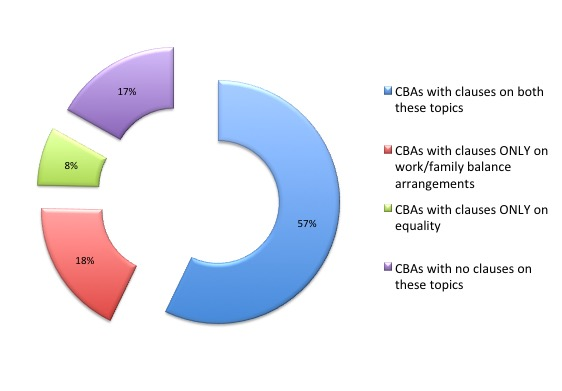 17%
8%
18%
57%
CBAs with clauses on both
these topics
CBAs with clauses ONLY on
work/family balance
arrangements
CBAs with clauses ONLY on
equality
CBAs with no clauses on
these topics